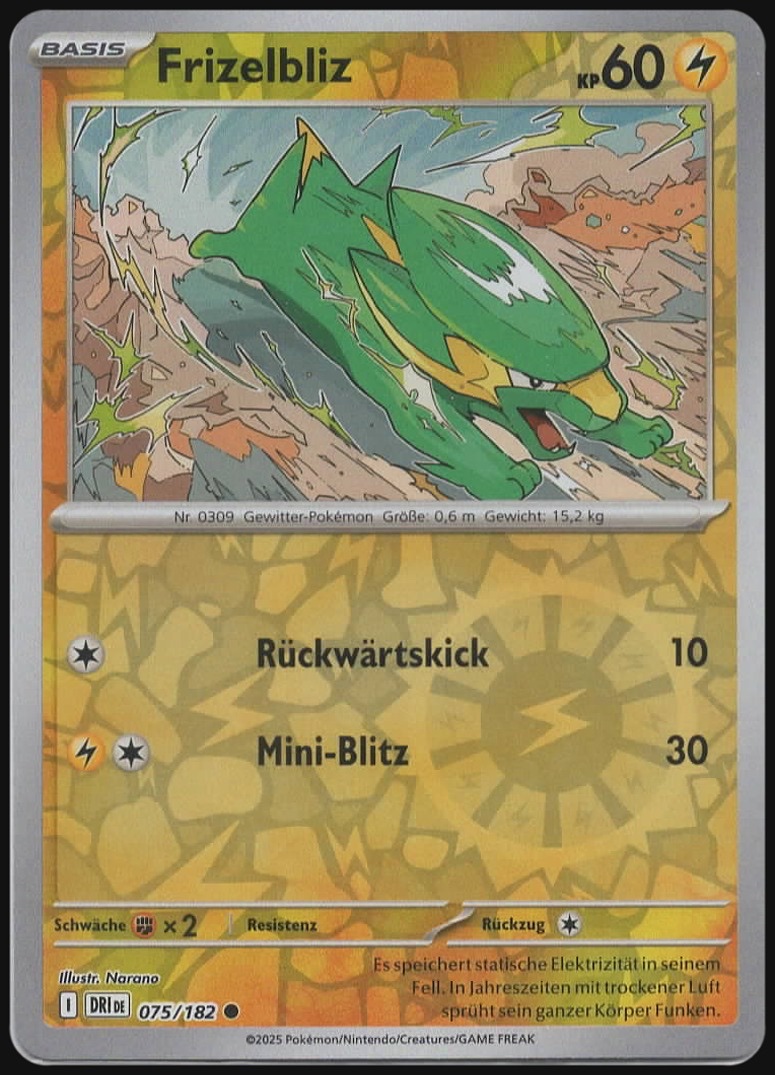 BASIS
Frizelbliz
KP60
Nr. 0309 Gewitter-Pokémon Größe: 0,6 m Gewicht: 15,2 kg
Rückwärtskick 10
Mini-Blitz 30
Schwäche ×2 Resistenz Rückzug
Illustr. Narano
Es speichert statische Elektrizität in seinem
Fell. In Jahreszeiten mit trockener Luft
sprüht sein ganzer Körper Funken.
I DRI DE 075/182
©2025 Pokémon/Nintendo/Creatures/GAME FREAK